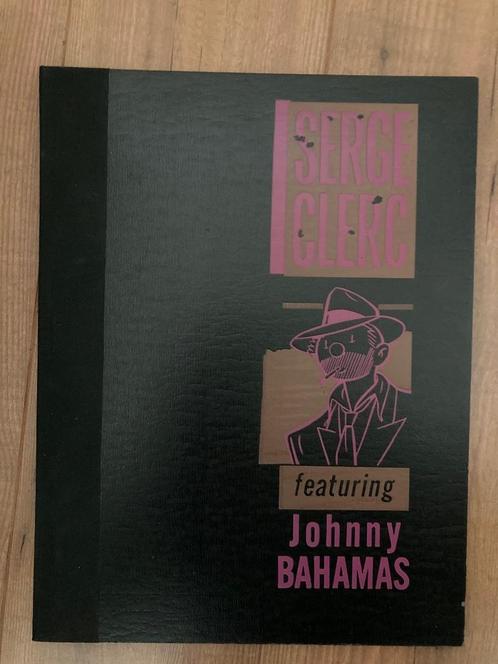 SERGE
CLERC
featuring
Johnny
BAHAMAS